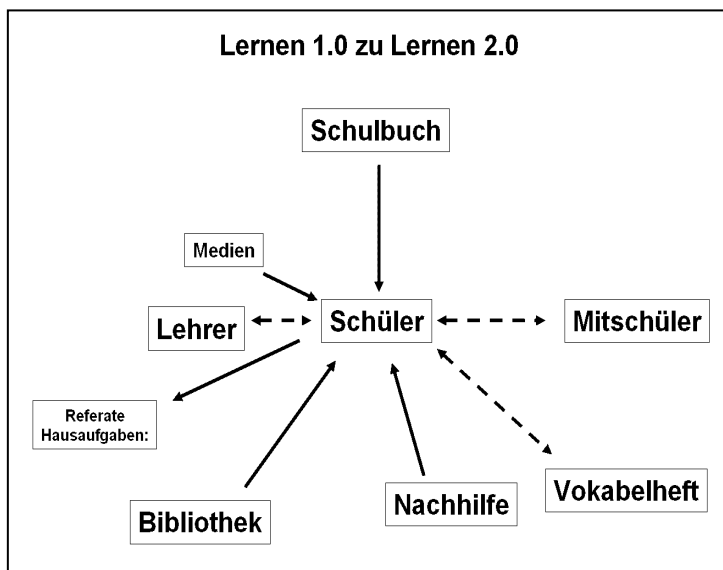 Lernen 1.0 zu Lernen 2.0
Schulbuch
Medien
Lehrer
Schüler
Mitschüler
Referate
Hausaufgaben:
Bibliothek
Nachhilfe
Vokabelheft